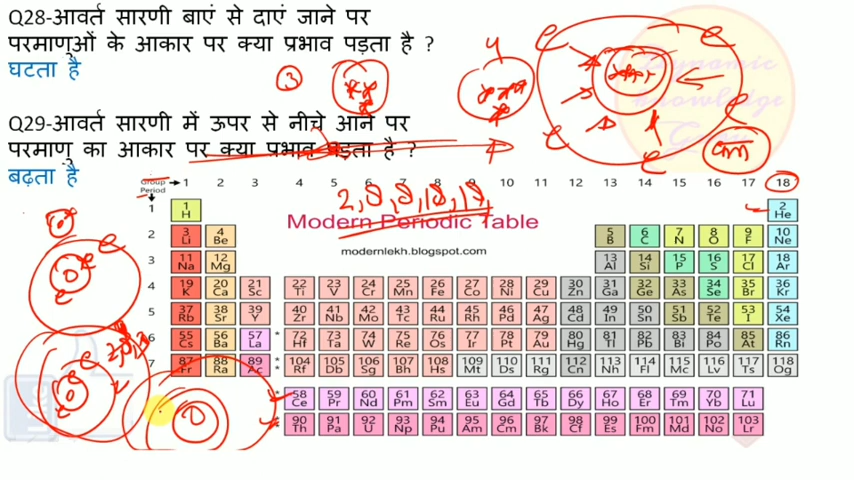 Q28-आवर्त सारणी बाएं से दाएं जाने पर
परमाणुओं के आकार पर क्या प्रभाव पड़ता है ?
घटता है
Dynamic
knowledge
3
4
Q29-आवर्त सारणी में ऊपर से नीचे आने पर
परमाणु का आकार पर क्या प्रभाव पड़ता है ?
बढ़ता है
कम
Group 1 2 3 4 5 6 7 8 9 10 11 12 13 14 15 16 17 18
Period
2, 8, 8, 18, 18,
Modern Periodic Table
modernlekh.blogspot.com
1 1 H 2 He
2 3 Li 4 Be 5 B 6 C 7 N 8 O 9 F 10 Ne
3 11 Na 12 Mg 13 Al 14 Si 15 P 16 S 17 Cl 18 Ar
4 19 K 20 Ca 21 Sc 22 Ti 23 V 24 Cr 25 Mn 26 Fe 27 Co 28 Ni 29 Cu 30 Zn 31 Ga 32 Ge 33 As 34 Se 35 Br 36 Kr
5 37 Rb 38 Sr 39 Y 40 Zr 41 Nb 42 Mo 43 Tc 44 Ru 45 Rh 46 Pd 47 Ag 48 Cd 49 In 50 Sn 51 Sb 52 Te 53 I 54 Xe
6 55 Cs 56 Ba 57 La * 72 Hf 73 Ta 74 W 75 Re 76 Os 77 Ir 78 Pt 79 Au 80 Hg 81 Tl 82 Pb 83 Bi 84 Po 85 At 86 Rn
7 87 Fr 88 Ra 89 Ac * * 104 Rf 105 Db 106 Sg 107 Bh 108 Hs 109 Mt 110 Ds 111 Rg 112 Cn 113 Nh 114 Fl 115 Mc 116 Lv 117 Ts 118 Og
* 58 Ce 59 Pr 60 Nd 61 Pm 62 Sm 63 Eu 64 Gd 65 Tb 66 Dy 67 Ho 68 Er 69 Tm 70 Yb 71 Lu
90 Th 91 Pa 92 U 93 Np 94 Pu 95 Am 96 Cm 97 Bk 98 Cf 99 Es 100 Fm 101 Md 102 No 103 Lr